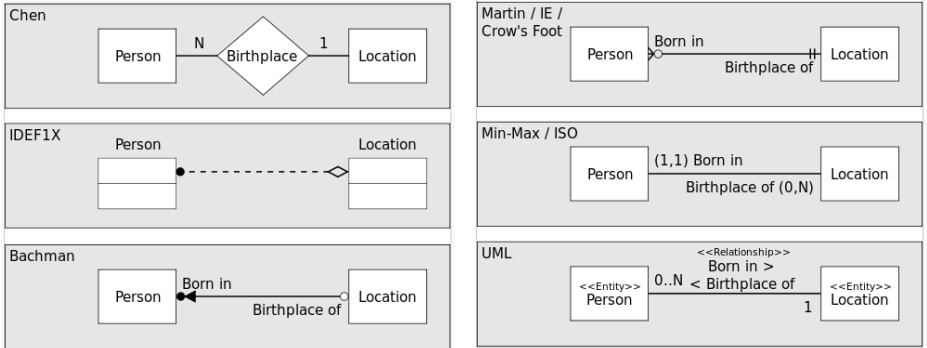 Chen
Person
N
Birthplace
1
Location
IDEF1X
Person
Location
Bachman
Person
Born in
Birthplace of
Location
Martin / IE /
Crow's Foot
Person
Born in
Birthplace of
Location
Min-Max / ISO
Person
(1,1) Born in
Birthplace of (0,N)
Location
UML
<<Relationship>>
Born in >
< Birthplace of
<<Entity>>
Person
0..N
1
<<Entity>>
Location